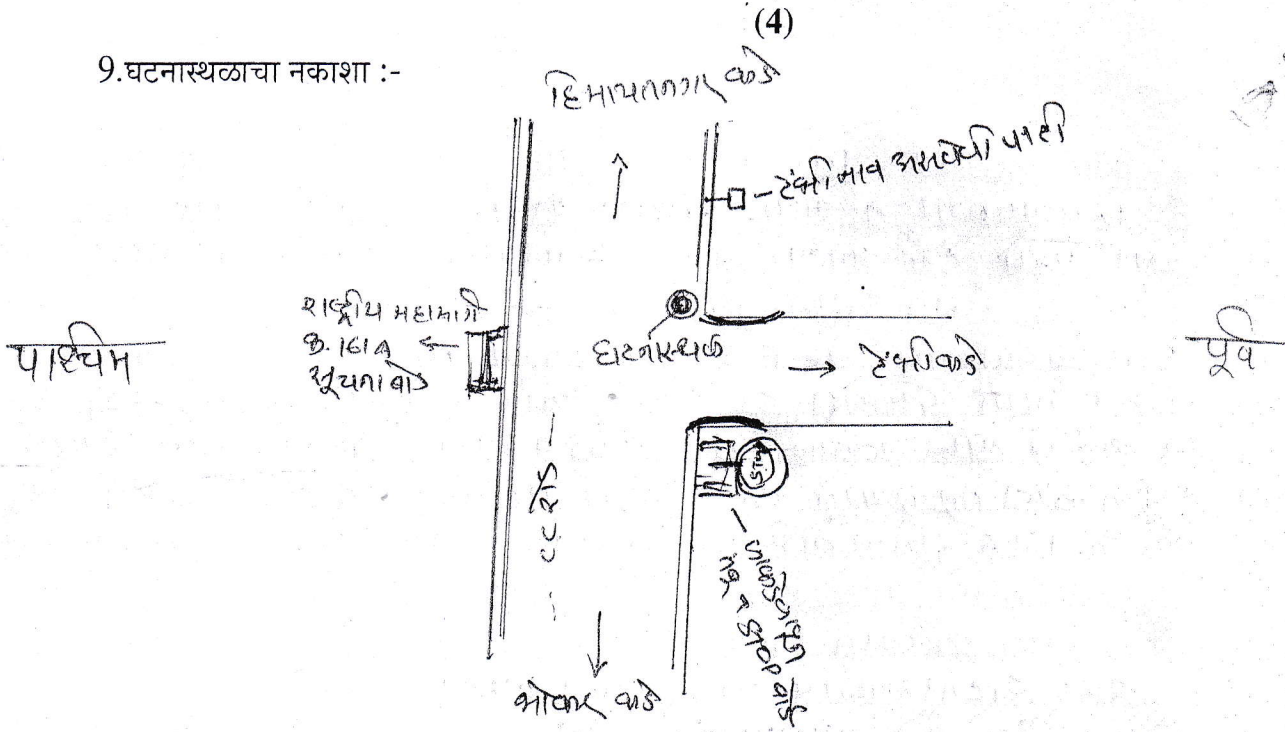 (4)
9.घटनास्थळाचा नकाशा :-
हिमायतनगर कडे
टेंभी नाव असलेली पाटी
राष्ट्रीय महामार्ग
क्र. 161A
सूचना बोर्ड
पश्चिम
घटनास्थळ
टेंभीकडे
पूर्व
CC रोड
Stop
व Stop बोर्ड
भोकर कडे